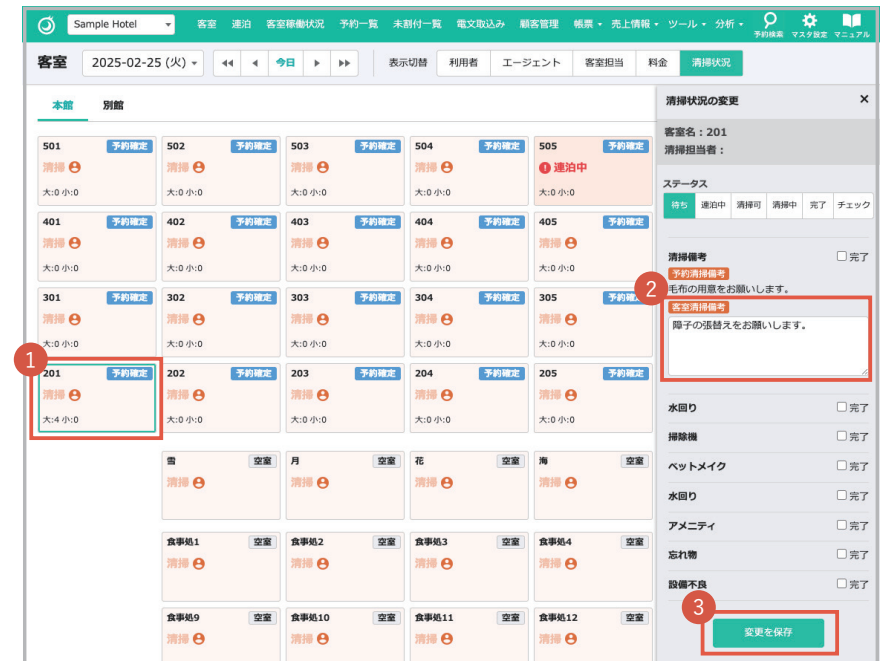 Sample Hotel 客室 連泊 客室稼働状況 予約一覧 未割付一覧 電文取込み 顧客管理 帳票 売上情報 ツール 分析 予約検索 マスタ設定 マニュアル
客室 2025-02-25 (火) 今日 表示切替 利用者 エージェント 客室担当 料金 清掃状況
本館 別館
501 予約確定 502 予約確定 503 予約確定 504 予約確定 505 予約確定
清掃 清掃 清掃 清掃 連泊中
大:0 小:0 大:0 小:0 大:0 小:0 大:0 小:0 大:0 小:0
401 予約確定 402 予約確定 403 予約確定 404 予約確定 405 予約確定
清掃 清掃 清掃 清掃 清掃
大:0 小:0 大:0 小:0 大:0 小:0 大:0 小:0 大:0 小:0
301 予約確定 302 予約確定 303 予約確定 304 予約確定 305
清掃 清掃 清掃 清掃 清掃
大:0 小:0 大:0 小:0 大:0 小:0 大:0 小:0 大:0 小:0
1
201 予約確定 202 予約確定 203 予約確定 204 予約確定 205 予約確定
清掃 清掃 清掃 清掃 清掃
大:4 小:0 大:0 小:0 大:0 小:0 大:0 小:0 大:0 小:0
雪 空室 月 空室 花 空室 海 空室
清掃 清掃 清掃 清掃
食事処1 空室 食事処2 空室 食事処3 空室 食事処4 空室
清掃 清掃 清掃 清掃
食事処9 空室 食事処10 空室 食事処11 空室 食事処12 空室
清掃 清掃 清掃 清掃
清掃状況の変更 ×
客室名：201
清掃担当者：
ステータス
待ち 連泊中 清掃可 清掃中 完了 チェック
清掃備考 完了
予約清掃備考
毛布の用意をお願いします。
2
客室清掃備考
障子の張替えをお願いします。
水回り 完了
掃除機 完了
ベットメイク 完了
水回り 完了
アメニティ 完了
忘れ物 完了
設備不良 完了
3
変更を保存